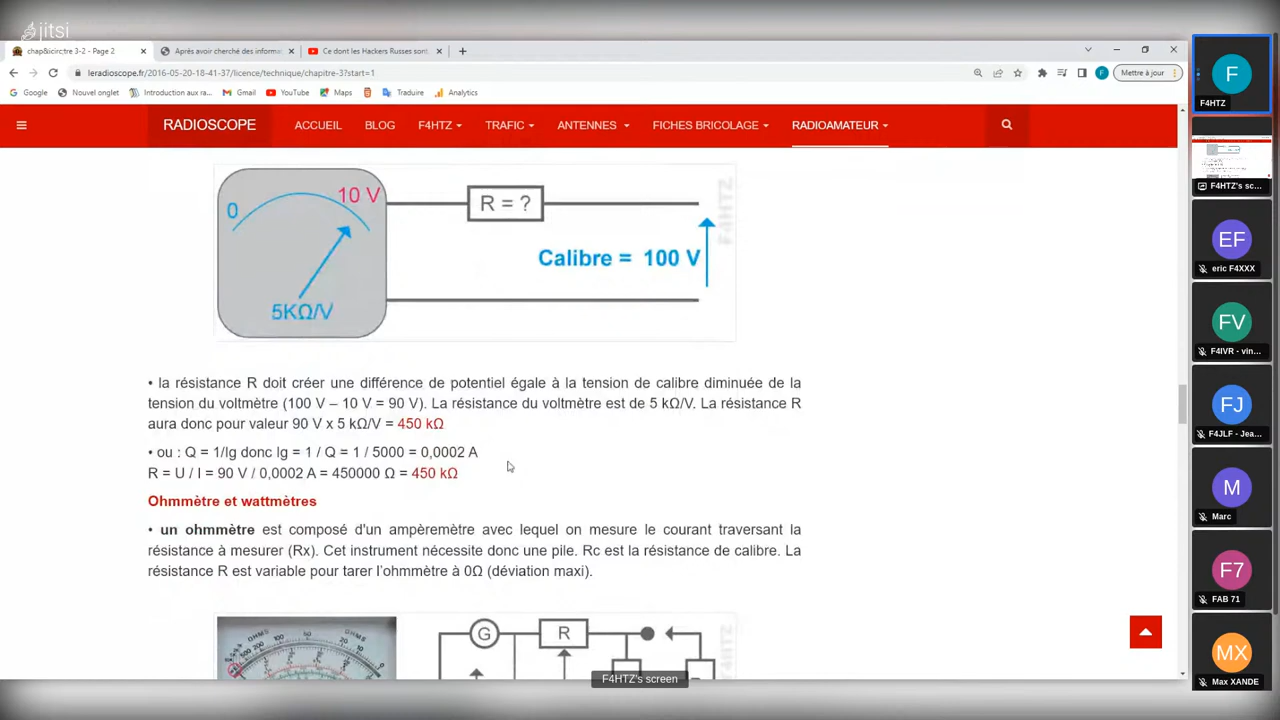 jitsi
chap&icirc;tre 3-2 - Page 2
Après avoir cherché des informat
Ce dont les Hackers Russes sont
leradioscope.fr/2016-05-20-18-41-37/licence/technique/chapitre-3?start=1
F
Mettre à jour
Google
Nouvel onglet
Introduction aux ra...
Gmail
YouTube
Maps
Traduire
Analytics
RADIOSCOPE
ACCUEIL
BLOG
F4HTZ
TRAFIC
ANTENNES
FICHES BRICOLAGE
RADIOAMATEUR
0
10 V
5KΩ/V
R = ?
Calibre = 100 V
F4HTZ
• la résistance R doit créer une différence de potentiel égale à la tension de calibre diminuée de la
tension du voltmètre (100 V – 10 V = 90 V). La résistance du voltmètre est de 5 kΩ/V. La résistance R
aura donc pour valeur 90 V x 5 kΩ/V = 450 kΩ
• ou : Q = 1/Ig donc Ig = 1 / Q = 1 / 5000 = 0,0002 A
R = U / I = 90 V / 0,0002 A = 450000 Ω = 450 kΩ
Ohmmètre et wattmètres
• un ohmmètre est composé d'un ampèremètre avec lequel on mesure le courant traversant la
résistance à mesurer (Rx). Cet instrument nécessite donc une pile. Rc est la résistance de calibre. La
résistance R est variable pour tarer l’ohmmètre à 0Ω (déviation maxi).
OHMS
OHMS
G
R
F4HTZ's screen
F
F4HTZ
F4HTZ's sc...
EF
eric F4XXX
FV
F4IVR - vin...
FJ
F4JLF - Jea...
M
Marc
F7
FAB 71
MX
Max XANDE